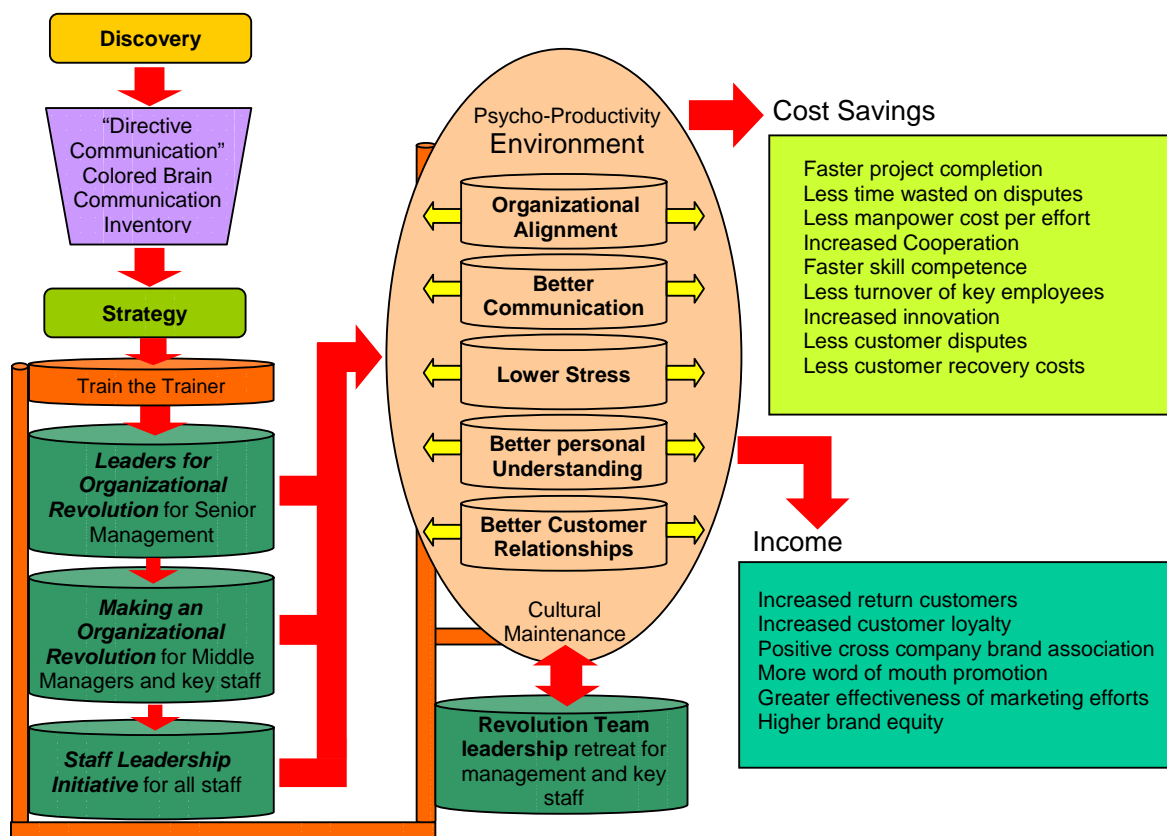 Discovery
“Directive
Communication”
Colored Brain
Communication
Inventory
Strategy
Train the Trainer
Leaders for
Organizational
Revolution for Senior
Management
Making an
Organizational
Revolution for Middle
Managers and key staff
Staff Leadership
Initiative for all staff
Psycho-Productivity
Environment
Organizational
Alignment
Better
Communication
Lower Stress
Better personal
Understanding
Better Customer
Relationships
Cultural
Maintenance
Revolution Team
leadership retreat for
management and key
staff
Cost Savings
Faster project completion
Less time wasted on disputes
Less manpower cost per effort
Increased Cooperation
Faster skill competence
Less turnover of key employees
Increased innovation
Less customer disputes
Less customer recovery costs
Income
Increased return customers
Increased customer loyalty
Positive cross company brand association
More word of mouth promotion
Greater effectiveness of marketing efforts
Higher brand equity